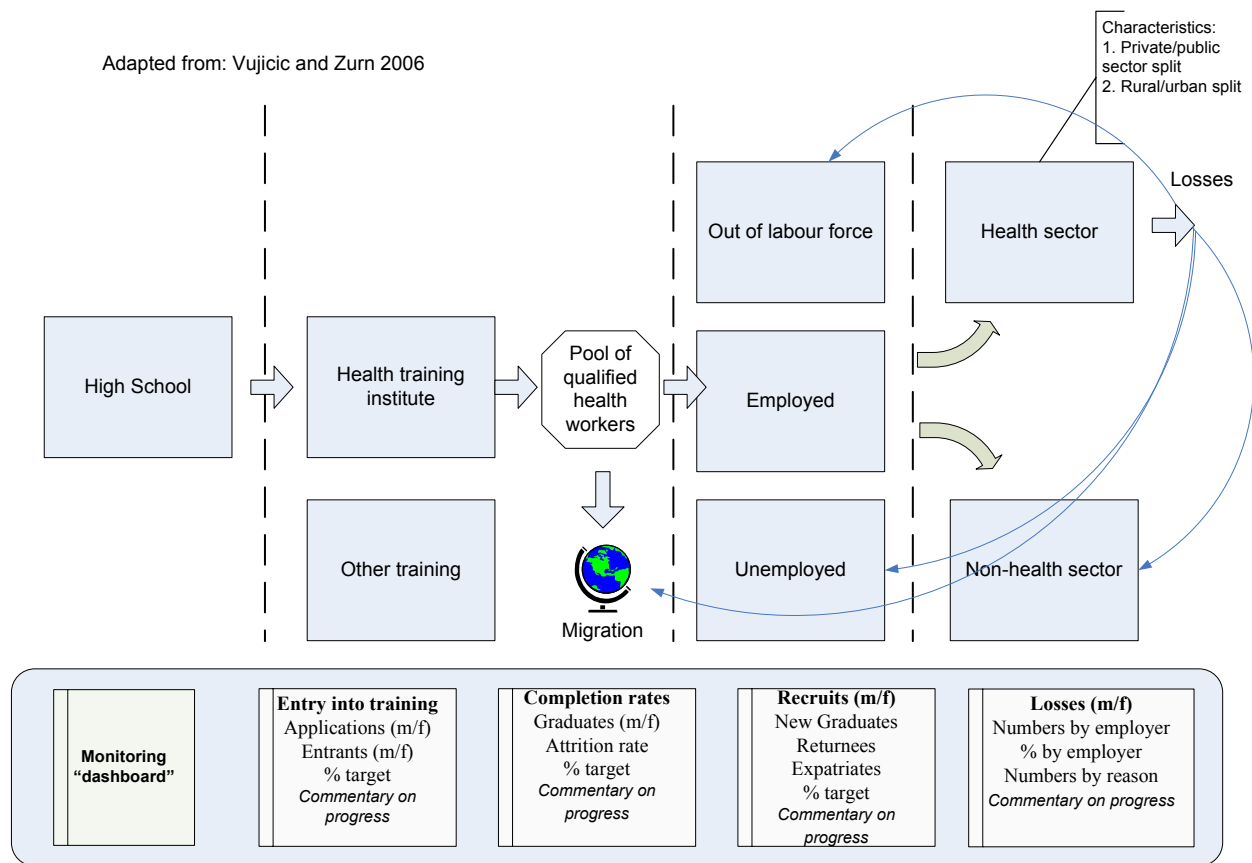 Adapted from: Vujicic and Zurn 2006
Characteristics:
1. Private/public
sector split
2. Rural/urban split
Losses
Out of labour force
Health sector
High School
Health training
institute
Pool of
qualified
health
workers
Employed
Other training
Migration
Unemployed
Non-health sector
Monitoring
“dashboard”
Entry into training
Applications (m/f)
Entrants (m/f)
% target
Commentary on
progress
Completion rates
Graduates (m/f)
Attrition rate
% target
Commentary on
progress
Recruits (m/f)
New Graduates
Returnees
Expatriates
% target
Commentary on
progress
Losses (m/f)
Numbers by employer
% by employer
Numbers by reason
Commentary on progress